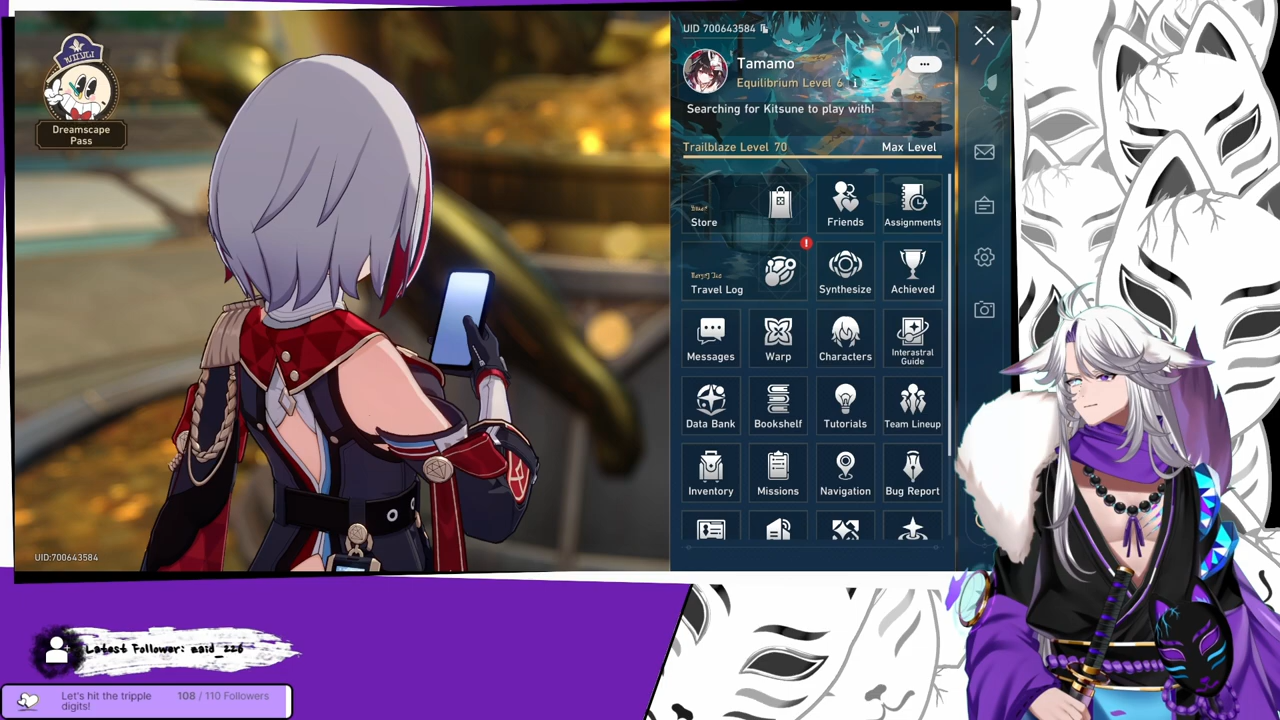 UID 700643584
Tamamo
Equilibrium Level 6
Searching for Kitsune to play with!
Trailblaze Level 70
Max Level
Dreamscape
Pass
Store
Friends
Assignments
Travel Log
Synthesize
Achieved
Messages
Warp
Characters
Interastral
Guide
Data Bank
Bookshelf
Tutorials
Team Lineup
Inventory
Missions
Navigation
Bug Report
UID:700643584
Latest Follower: zaid_226
Let's hit the tripple
digits!
108 / 110 Followers